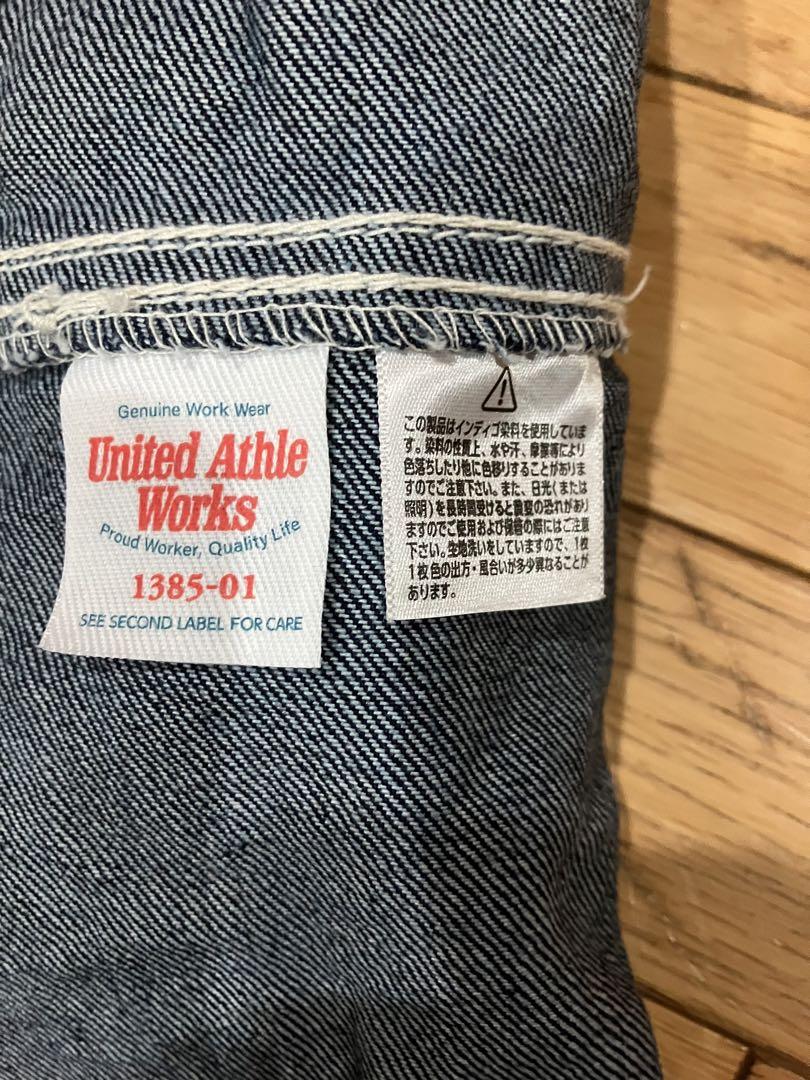 Genuine Work Wear
United Athle
Works
Proud Worker, Quality Life
1385-01
SEE SECOND LABEL FOR CARE
この製品はインディゴ染料を使用していま
す。染料の性質上、水や汗、摩擦等により
色落ちしたり他に色移りすることがありま
すのでご注意下さい。また、日光(または
照明)を長時間受けると変色の恐れがあり
ますのでご使用および保管の際にはご注意
下さい。生地洗いをしていますので、1枚
1枚色の出方・風合いが多少異なることが
あります。